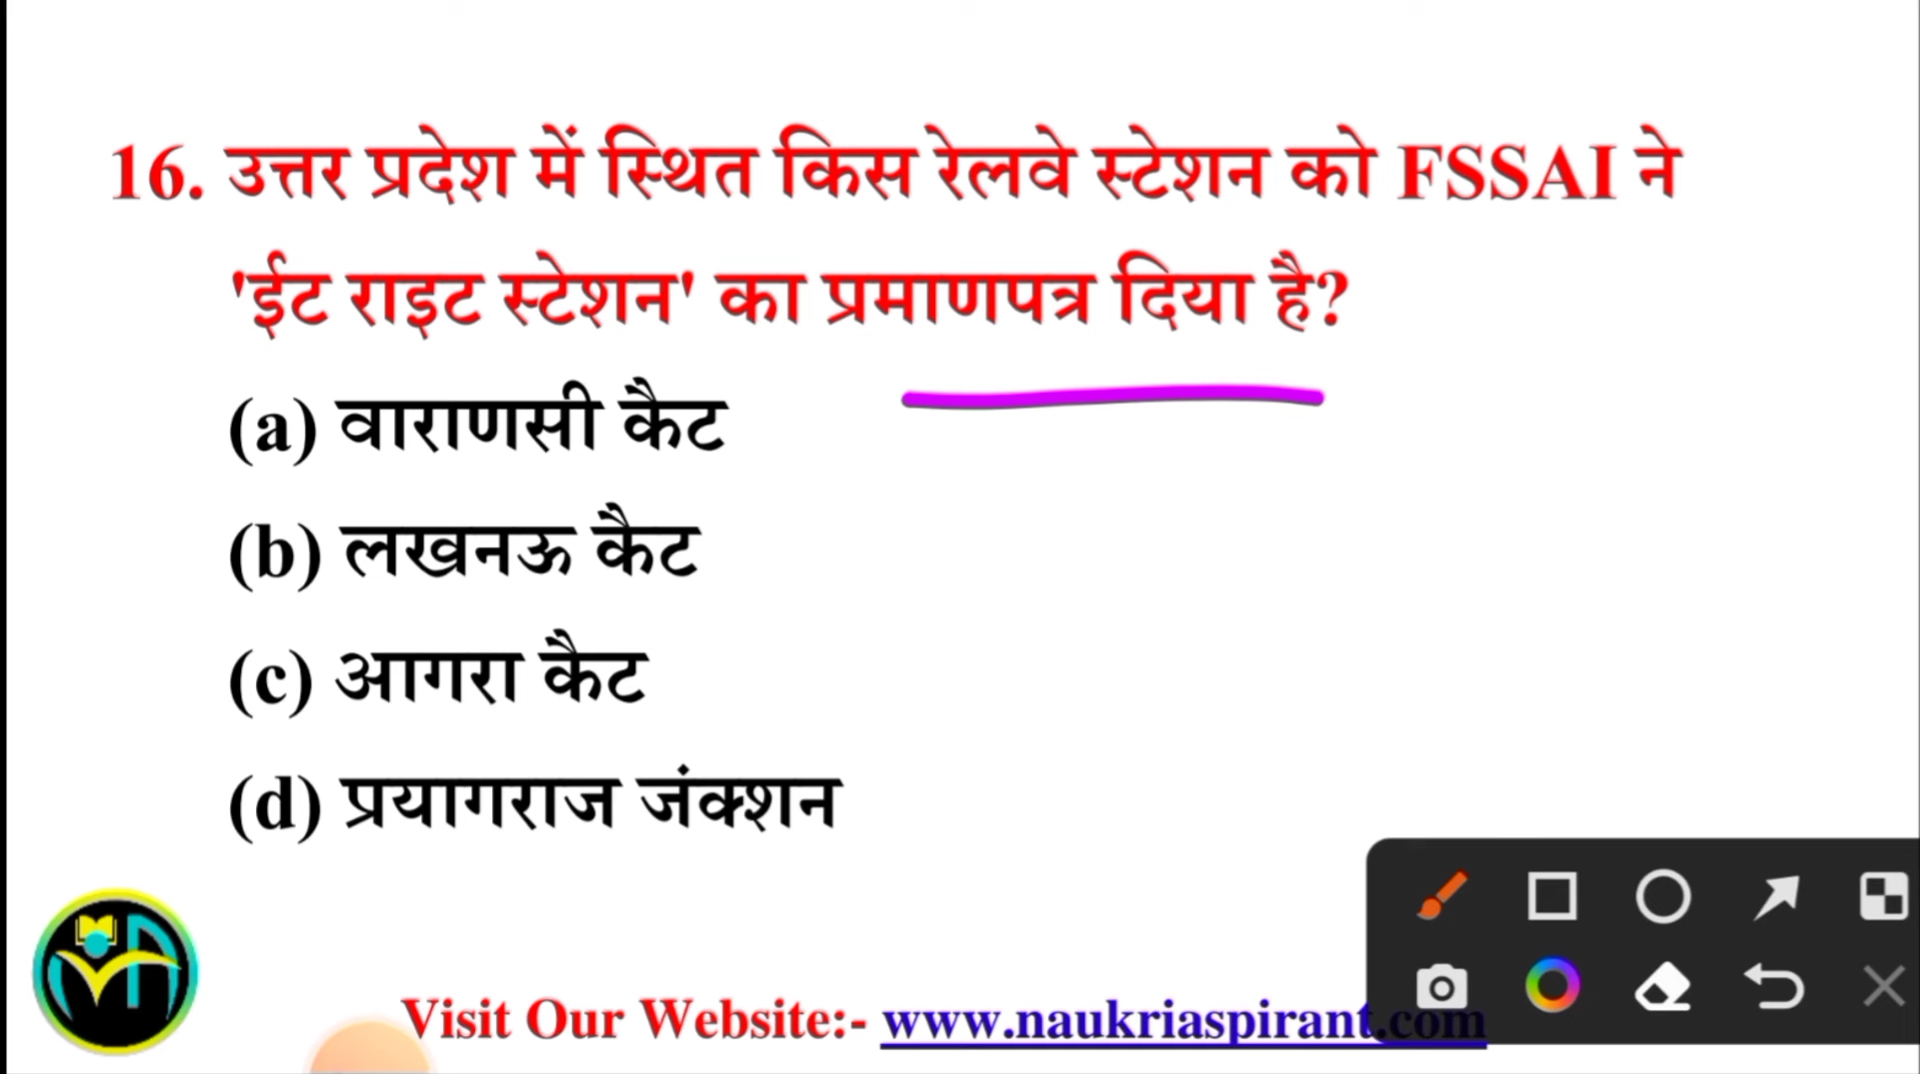 16. उत्तर प्रदेश में स्थित किस रेलवे स्टेशन को FSSAI ने
'ईट राइट स्टेशन' का प्रमाणपत्र दिया है?
(a) वाराणसी कैंट
(b) लखनऊ कैंट
(c) आगरा कैंट
(d) प्रयागराज जंक्शन
Visit Our Website:- www.naukriaspirant.com